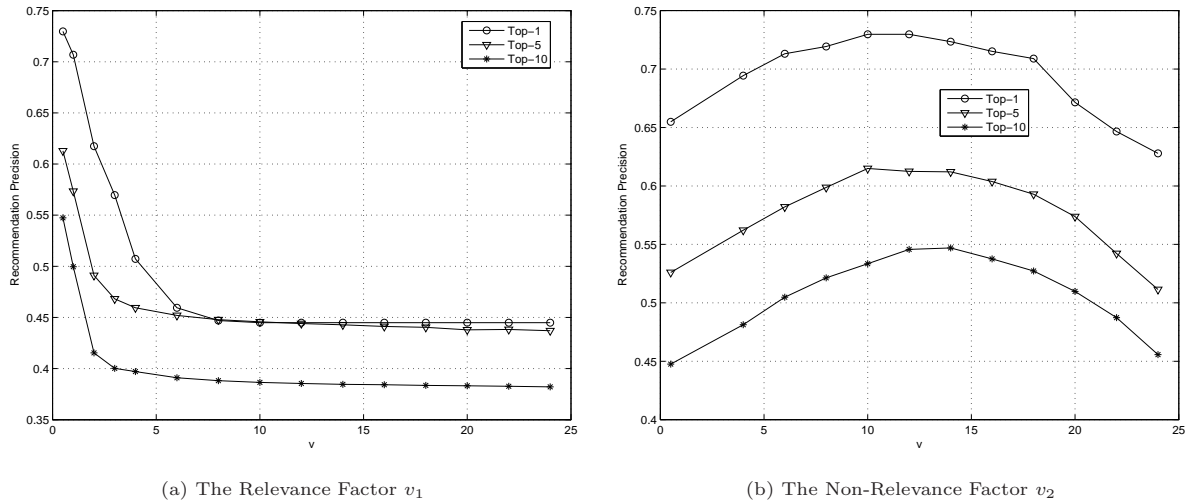 0.75
0.7
0.65
0.6
0.55
0.5
0.45
0.4
0.35
0
5
10
15
20
25
v
Recommendation Precision
Top−1
Top−5
Top−10
(a) The Relevance Factor v1
0.75
0.7
0.65
0.6
0.55
0.5
0.45
0.4
0
5
10
15
20
25
v
Recommendation Precision
Top−1
Top−5
Top−10
(b) The Non-Relevance Factor v2